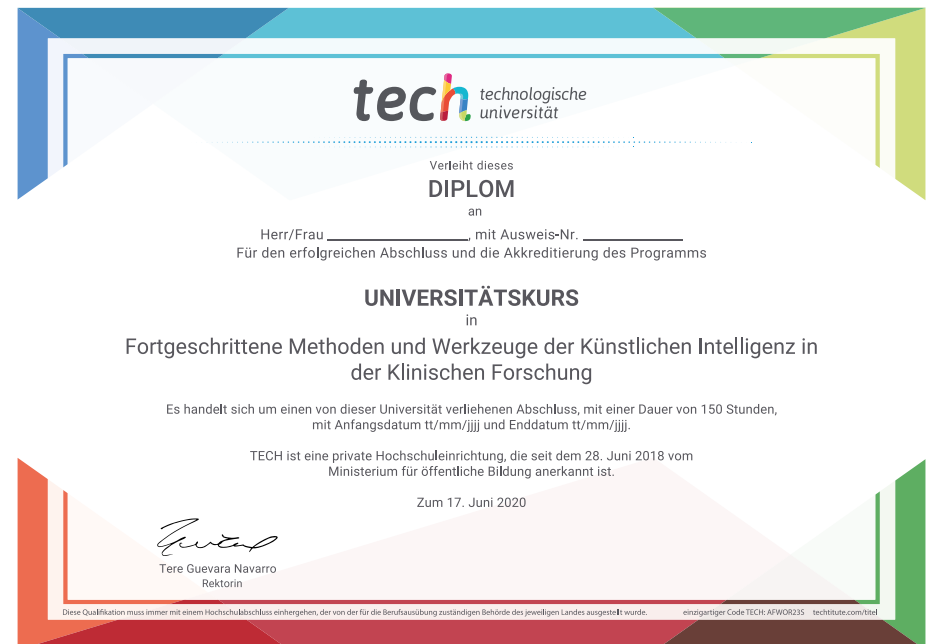 tech technologische
universität
Verleiht dieses
DIPLOM
an
Herr/Frau ____________________, mit Ausweis-Nr. ______________
Für den erfolgreichen Abschluss und die Akkreditierung des Programms
UNIVERSITÄTSKURS
in
Fortgeschrittene Methoden und Werkzeuge der Künstlichen Intelligenz in
der Klinischen Forschung
Es handelt sich um einen von dieser Universität verliehenen Abschluss, mit einer Dauer von 150 Stunden,
mit Anfangsdatum tt/mm/jjjj und Enddatum tt/mm/jjjj.
TECH ist eine private Hochschuleinrichtung, die seit dem 28. Juni 2018 vom
Ministerium für öffentliche Bildung anerkannt ist.
Zum 17. Juni 2020
Tere Guevara Navarro
Rektorin
Diese Qualifikation muss immer mit einem Hochschulabschluss einhergehen, der von der für die Berufsausübung zuständigen Behörde des jeweiligen Landes ausgestellt wurde. einzigartiger Code TECH: AFWOR23S techtitute.com/titel